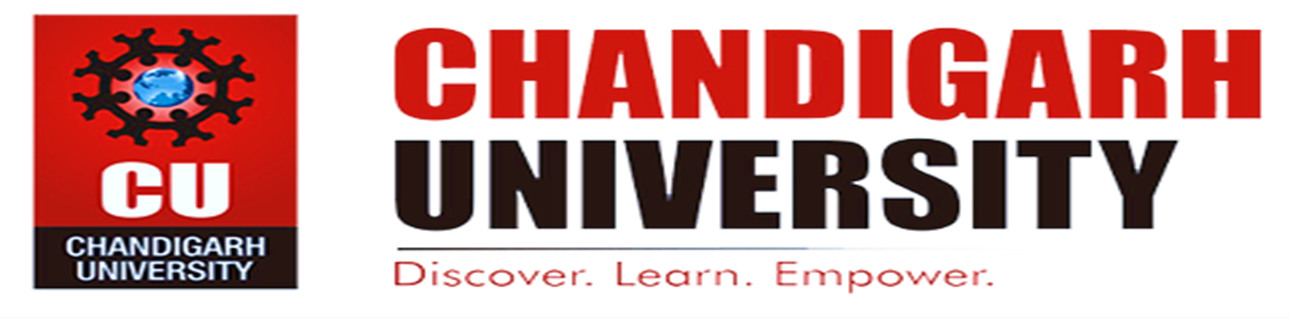 CU
CHANDIGARH
UNIVERSITY
CHANDIGARH
UNIVERSITY
Discover. Learn. Empower.